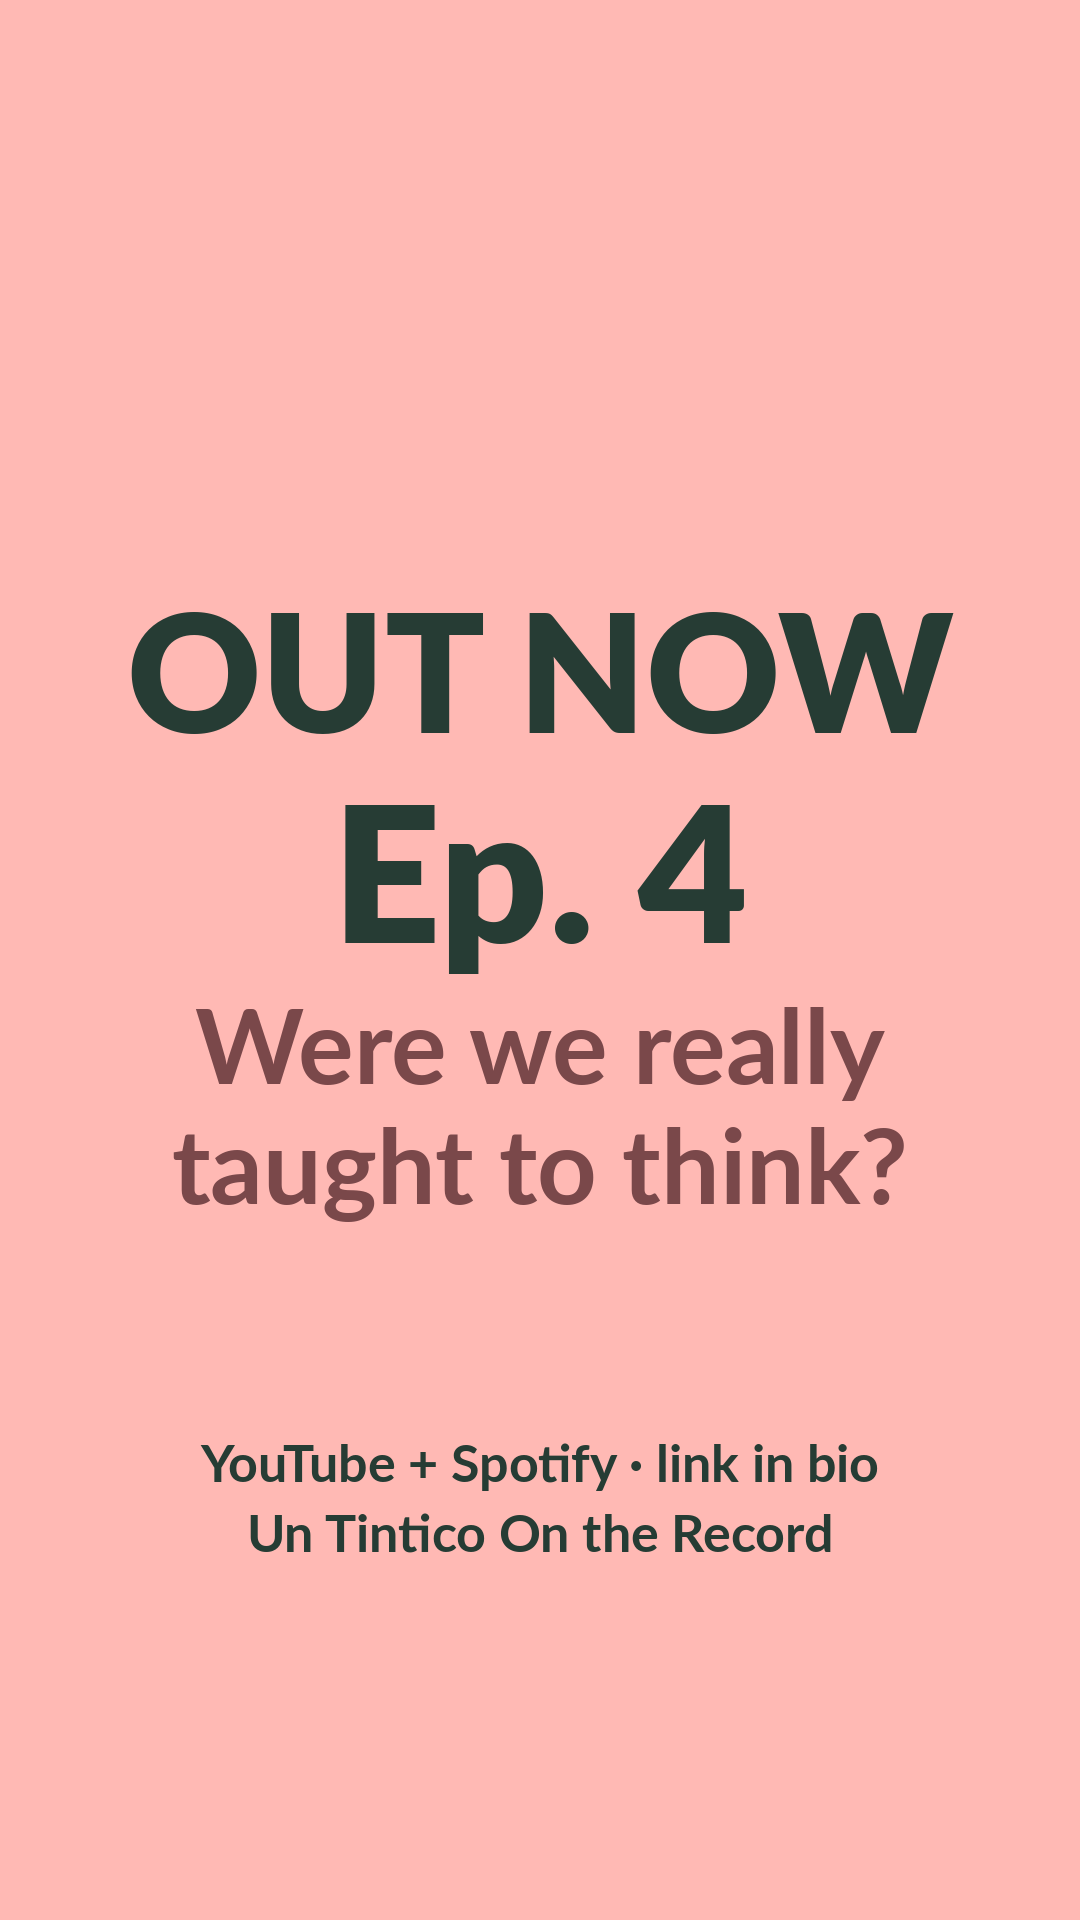 OUT NOW
Ep. 4
Were we really
taught to think?
YouTube + Spotify · link in bio
Un Tintico On the Record